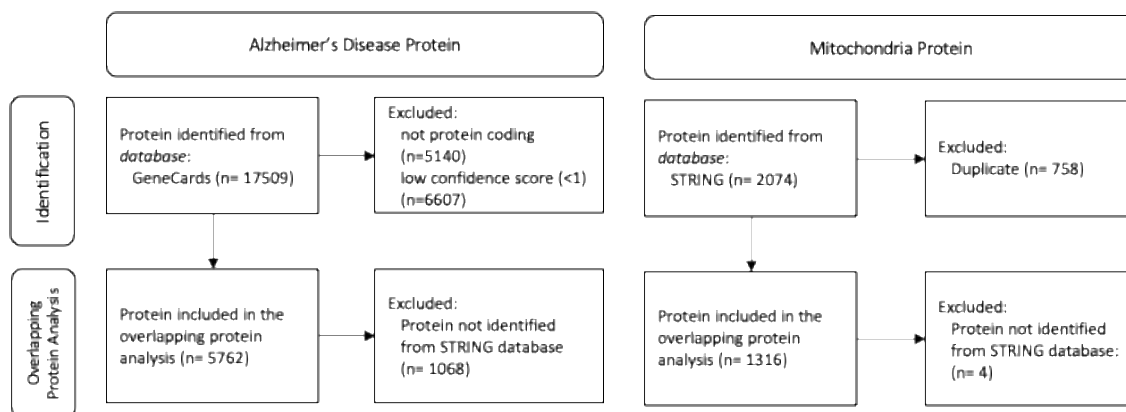 Alzheimer's Disease Protein
Mitochondria Protein
Identification
Protein identified from
database:
GeneCards (n= 17509)
Excluded:
not protein coding
(n=5140)
low confidence score (<1)
(n=6607)
Protein identified from
database:
STRING (n= 2074)
Excluded:
Duplicate (n= 758)
Overlapping
Protein Analysis
Protein included in the
overlapping protein
analysis (n= 5762)
Excluded:
Protein not identified
from STRING database
(n= 1068)
Protein included in the
overlapping protein
analysis (n= 1316)
Excluded:
Protein not identified
from STRING database:
(n= 4)